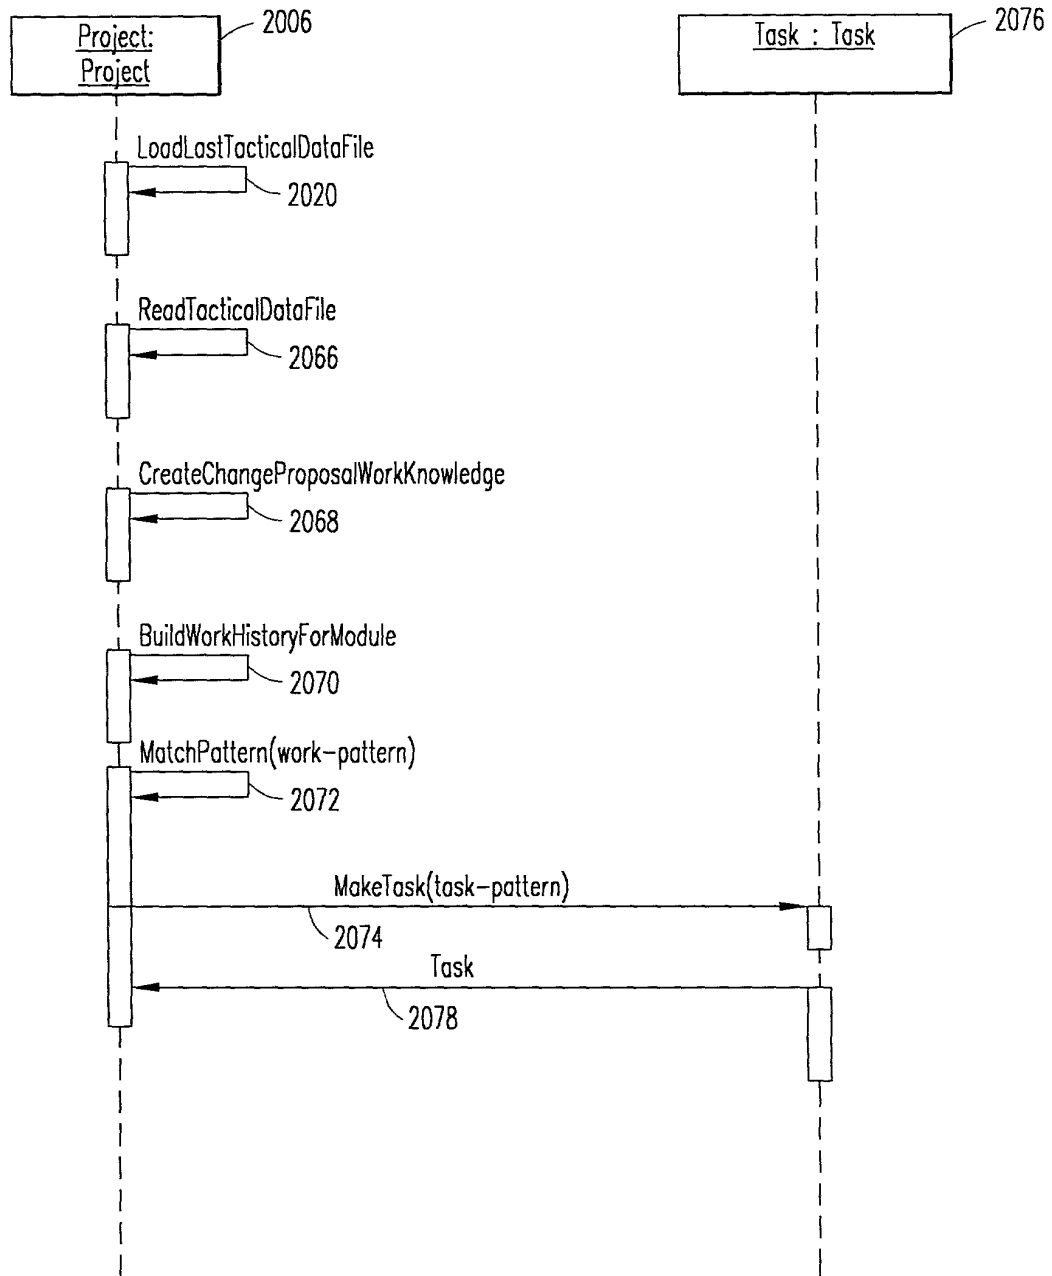 Project:
Project
2006
Task : Task
2076
LoadLastTacticalDataFile
2020
ReadTacticalDataFile
2066
CreateChangeProposalWorkKnowledge
2068
BuildWorkHistoryForModule
2070
MatchPattern(work-pattern)
2072
MakeTask(task-pattern)
2074
Task
2078